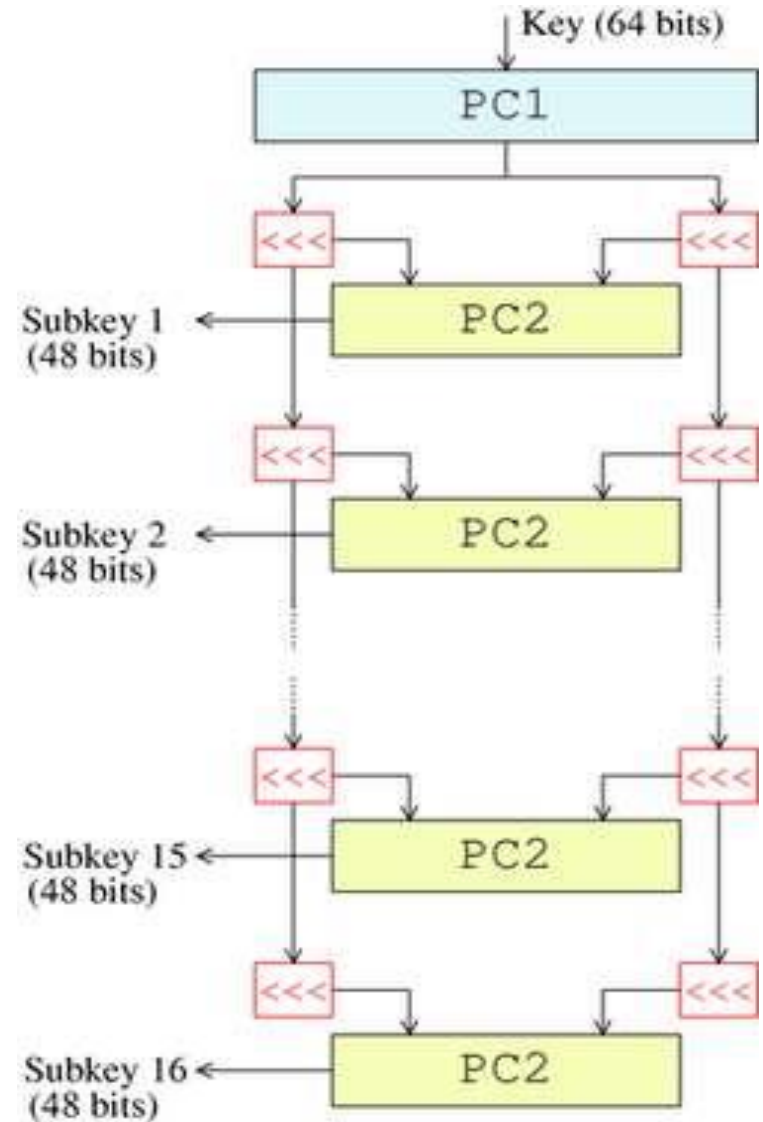 Key (64 bits)
PC1
<<< <<<
Subkey 1 PC2
(48 bits)
<<< <<<
Subkey 2 PC2
(48 bits)
<<< <<<
Subkey 15 PC2
(48 bits)
<<< <<<
Subkey 16 PC2
(48 bits)